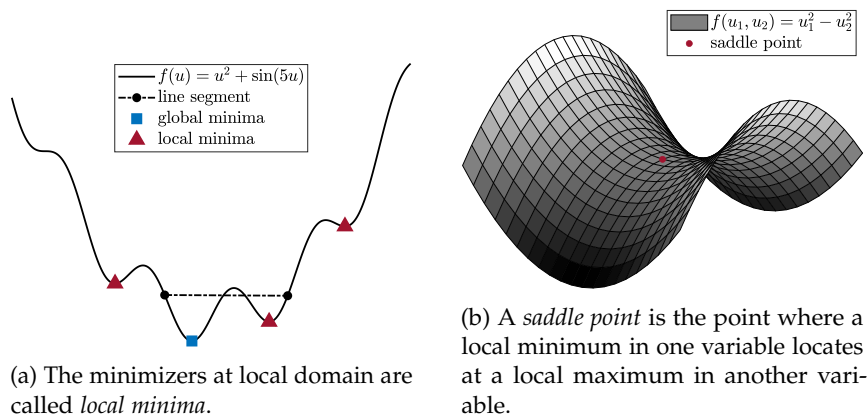 f(u) = u² + sin(5u)
line segment
global minima
local minima
(a) The minimizers at local domain are
called local minima.
f(u₁, u₂) = u₁² − u₂²
saddle point
(b) A saddle point is the point where a
local minimum in one variable locates
at a local maximum in another vari-
able.